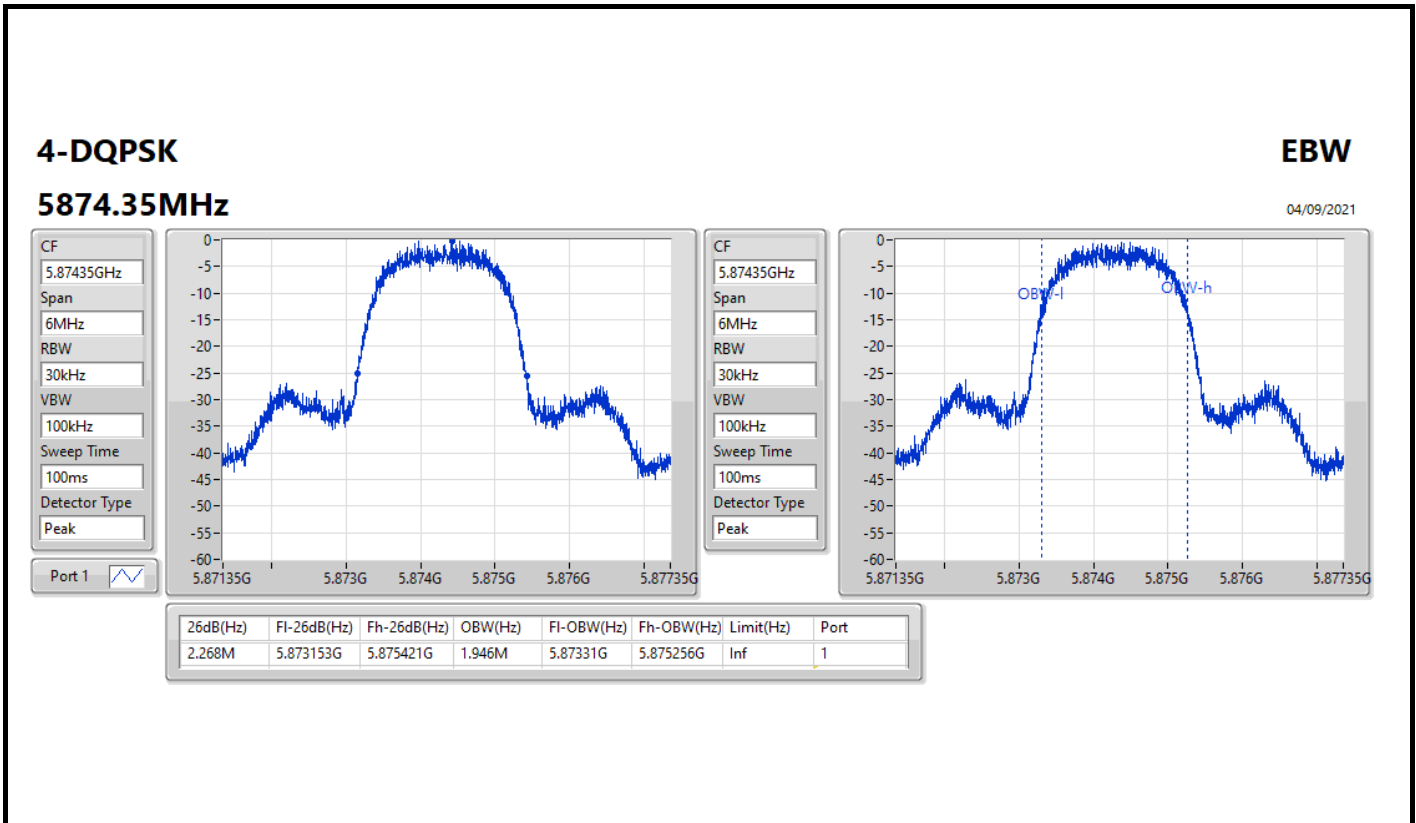 4-DQPSK
EBW
5874.35MHz
04/09/2021
CF
5.87435GHz
Span
6MHz
RBW
30kHz
VBW
100kHz
Sweep Time
100ms
Detector Type
Peak
Port 1
0
-5
-10
-15
-20
-25
-30
-35
-40
-45
-50
-55
-60
5.87135G 5.873G 5.874G 5.875G 5.876G 5.87735G
CF
5.87435GHz
Span
6MHz
RBW
30kHz
VBW
100kHz
Sweep Time
100ms
Detector Type
Peak
0
-5
-10
-15
-20
-25
-30
-35
-40
-45
-50
-55
-60
OBW-l
OBW-h
5.87135G 5.873G 5.874G 5.875G 5.876G 5.87735G
26dB(Hz) Fl-26dB(Hz) Fh-26dB(Hz) OBW(Hz) Fl-OBW(Hz) Fh-OBW(Hz) Limit(Hz) Port
2.268M 5.873153G 5.875421G 1.946M 5.87331G 5.875256G Inf 1